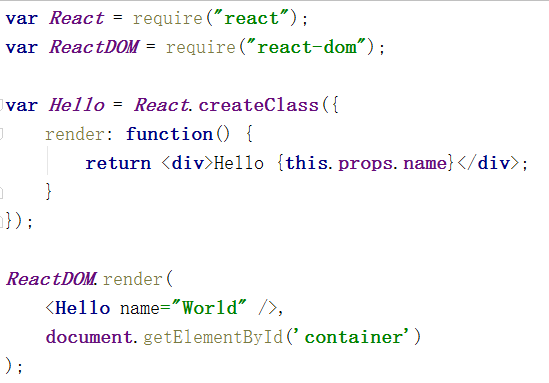 var React = require("react");
var ReactDOM = require("react-dom");

var Hello = React.createClass({
    render: function() {
        return <div>Hello {this.props.name}</div>;
    }
});

ReactDOM.render(
    <Hello name="World" />,
    document.getElementById('container')
);